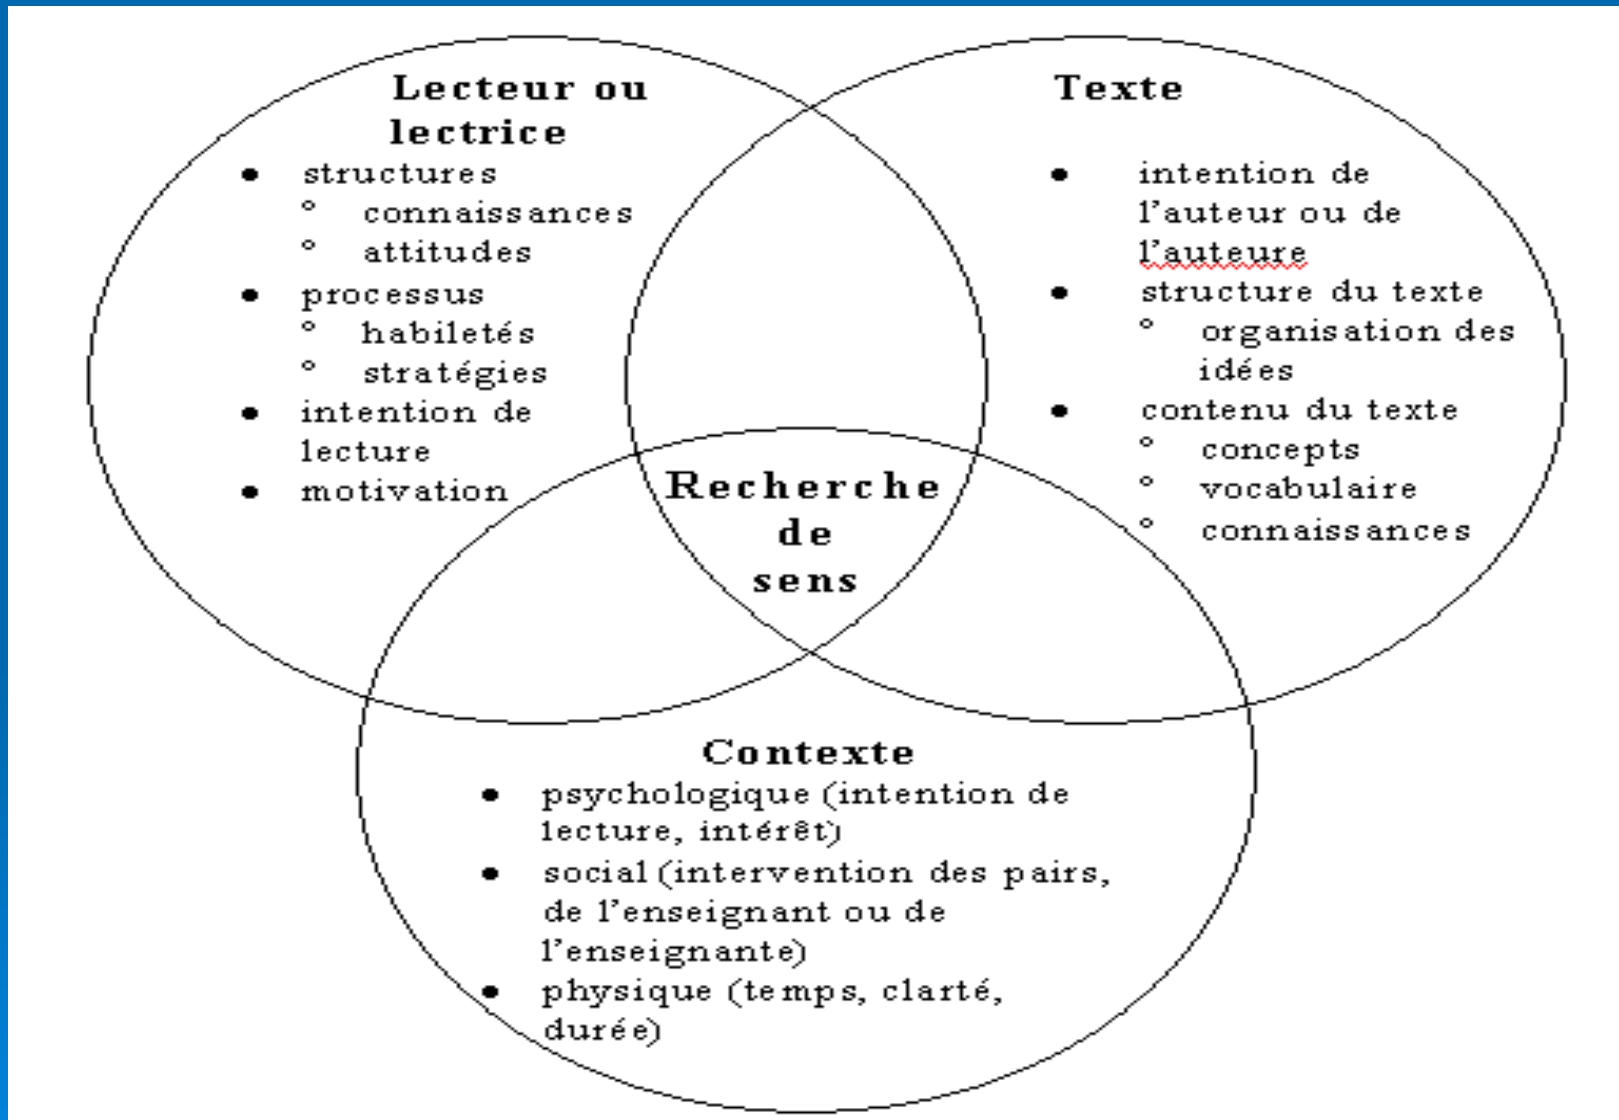 Lecteur ou
lectrice
• structures
° connaissances
° attitudes
• processus
° habiletés
° stratégies
• intention de
lecture
• motivation
Texte
• intention de
l'auteur ou de
l'auteure
• structure du texte
° organisation des
idées
• contenu du texte
° concepts
° vocabulaire
° connaissances
Recherche
de
sens
Contexte
• psychologique (intention de
lecture, intérêt)
• social (intervention des pairs,
de l'enseignant ou de
l'enseignante)
• physique (temps, clarté,
durée)